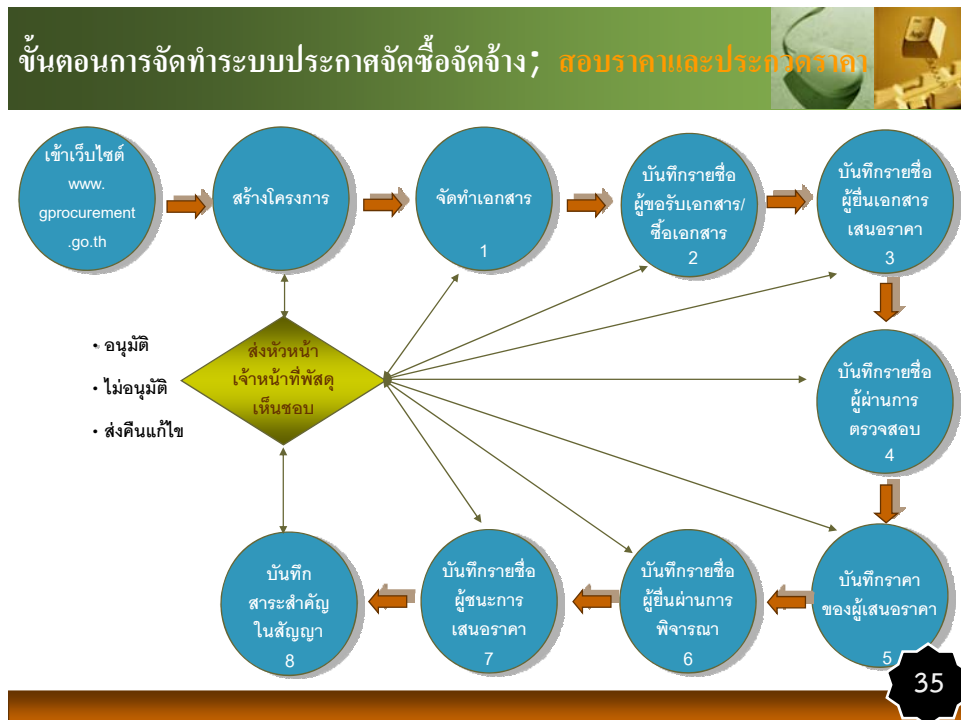 ขั้นตอนการจัดทำระบบประกาศจัดซื้อจัดจ้าง; สอบราคาและประกวดราคา
เข้าเว็บไซต์
www.
gprocurement
.go.th
สร้างโครงการ
จัดทำเอกสาร
1
บันทึกรายชื่อ
ผู้ขอรับเอกสาร/
ซื้อเอกสาร
2
บันทึกรายชื่อ
ผู้ยื่นเอกสาร
เสนอราคา
3
• อนุมัติ
• ไม่อนุมัติ
• ส่งคืนแก้ไข
ส่งหัวหน้า
เจ้าหน้าที่พัสดุ
เห็นชอบ
บันทึกรายชื่อ
ผู้ผ่านการ
ตรวจสอบ
4
บันทึกราคา
ของผู้เสนอราคา
5
บันทึกรายชื่อ
ผู้ยื่นผ่านการ
พิจารณา
6
บันทึกรายชื่อ
ผู้ชนะการ
เสนอราคา
7
บันทึก
สาระสำคัญ
ในสัญญา
8
35